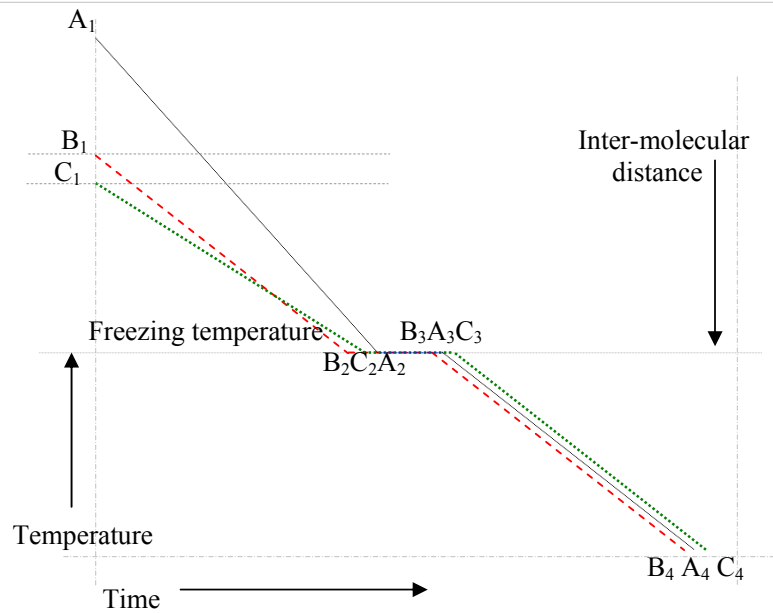 A₁
B₁
C₁
Inter-molecular
distance
Freezing temperature
B₃A₃C₃
B₂C₂A₂
Temperature
B₄ A₄ C₄
Time